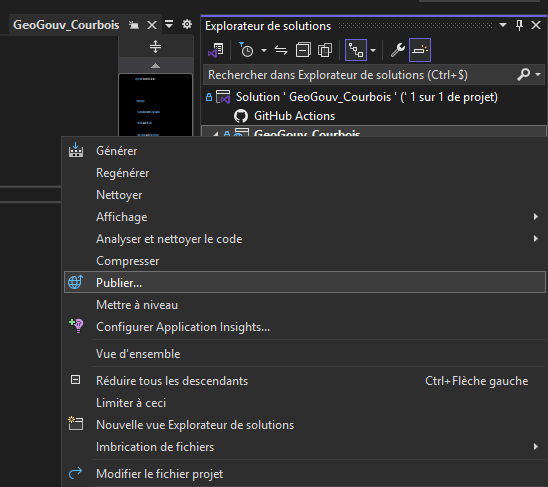 GeoGouv_Courbois
Explorateur de solutions
Rechercher dans Explorateur de solutions (Ctrl+$)
Solution ' GeoGouv_Courbois ' (' 1 sur 1 de projet)
GitHub Actions
GeoGouv_Courbois
Générer
Regénérer
Nettoyer
Affichage
Analyser et nettoyer le code
Compresser
Publier...
Mettre à niveau
Configurer Application Insights...
Vue d'ensemble
Réduire tous les descendants Ctrl+Flèche gauche
Limiter à ceci
Nouvelle vue Explorateur de solutions
Imbrication de fichiers
Modifier le fichier projet